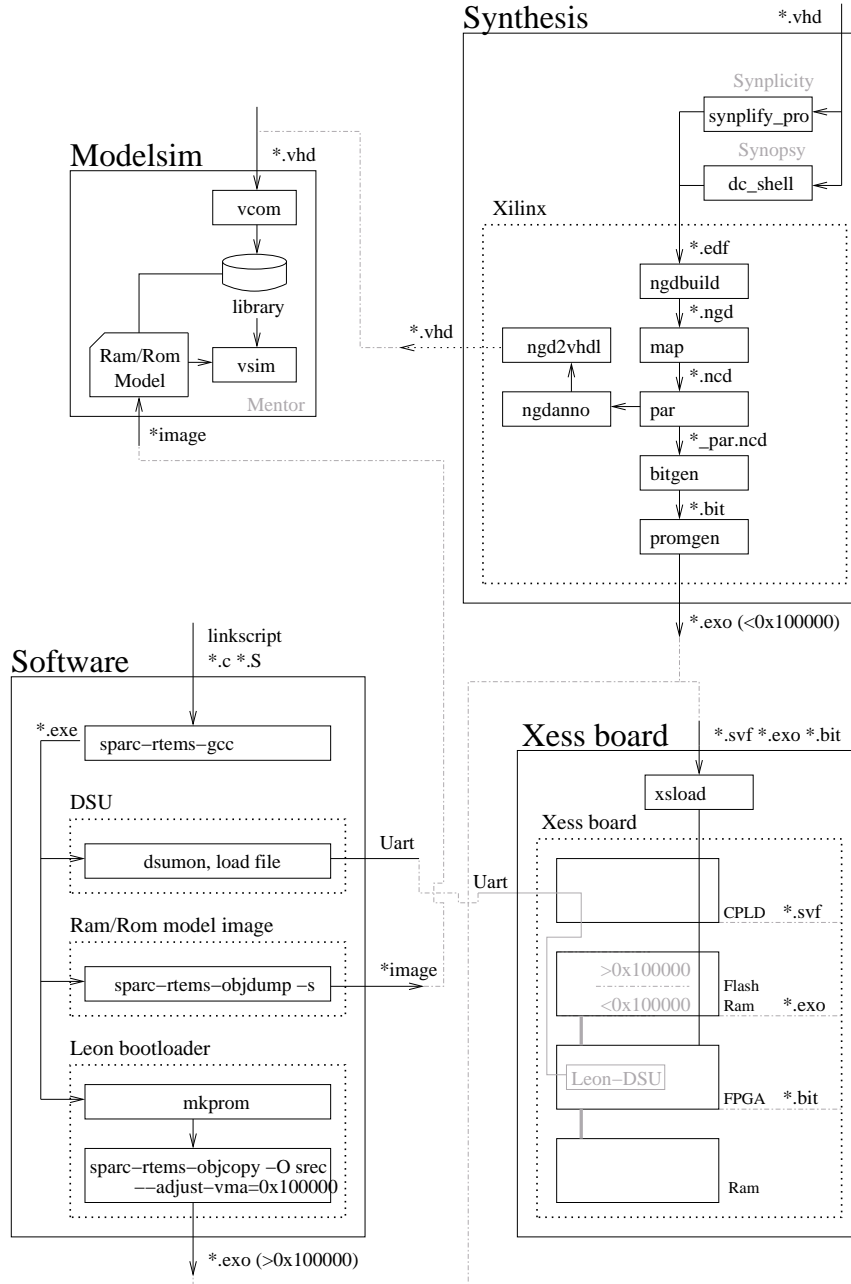 Synthesis
*.vhd
Synplicity
synplify_pro
Synopsy
dc_shell
Xilinx
*.edf
ngdbuild
*.ngd
map
*.ncd
par
*_par.ncd
bitgen
*.bit
promgen
ngd2vhdl
ngdanno
*.vhd
*.exo (<0x100000)
Modelsim
*.vhd
vcom
library
Ram/Rom
Model
vsim
Mentor
*image
Software
linkscript
*.c *.S
*.exe
sparc−rtems−gcc
DSU
dsumon, load file
Uart
Ram/Rom model image
sparc−rtems−objdump −s
*image
Leon bootloader
mkprom
sparc−rtems−objcopy −O srec
−−adjust−vma=0x100000
*.exo (>0x100000)
Xess board
*.svf *.exo *.bit
xsload
Xess board
Uart
CPLD *.svf
>0x100000
<0x100000
Flash
Ram *.exo
Leon−DSU
FPGA *.bit
Ram